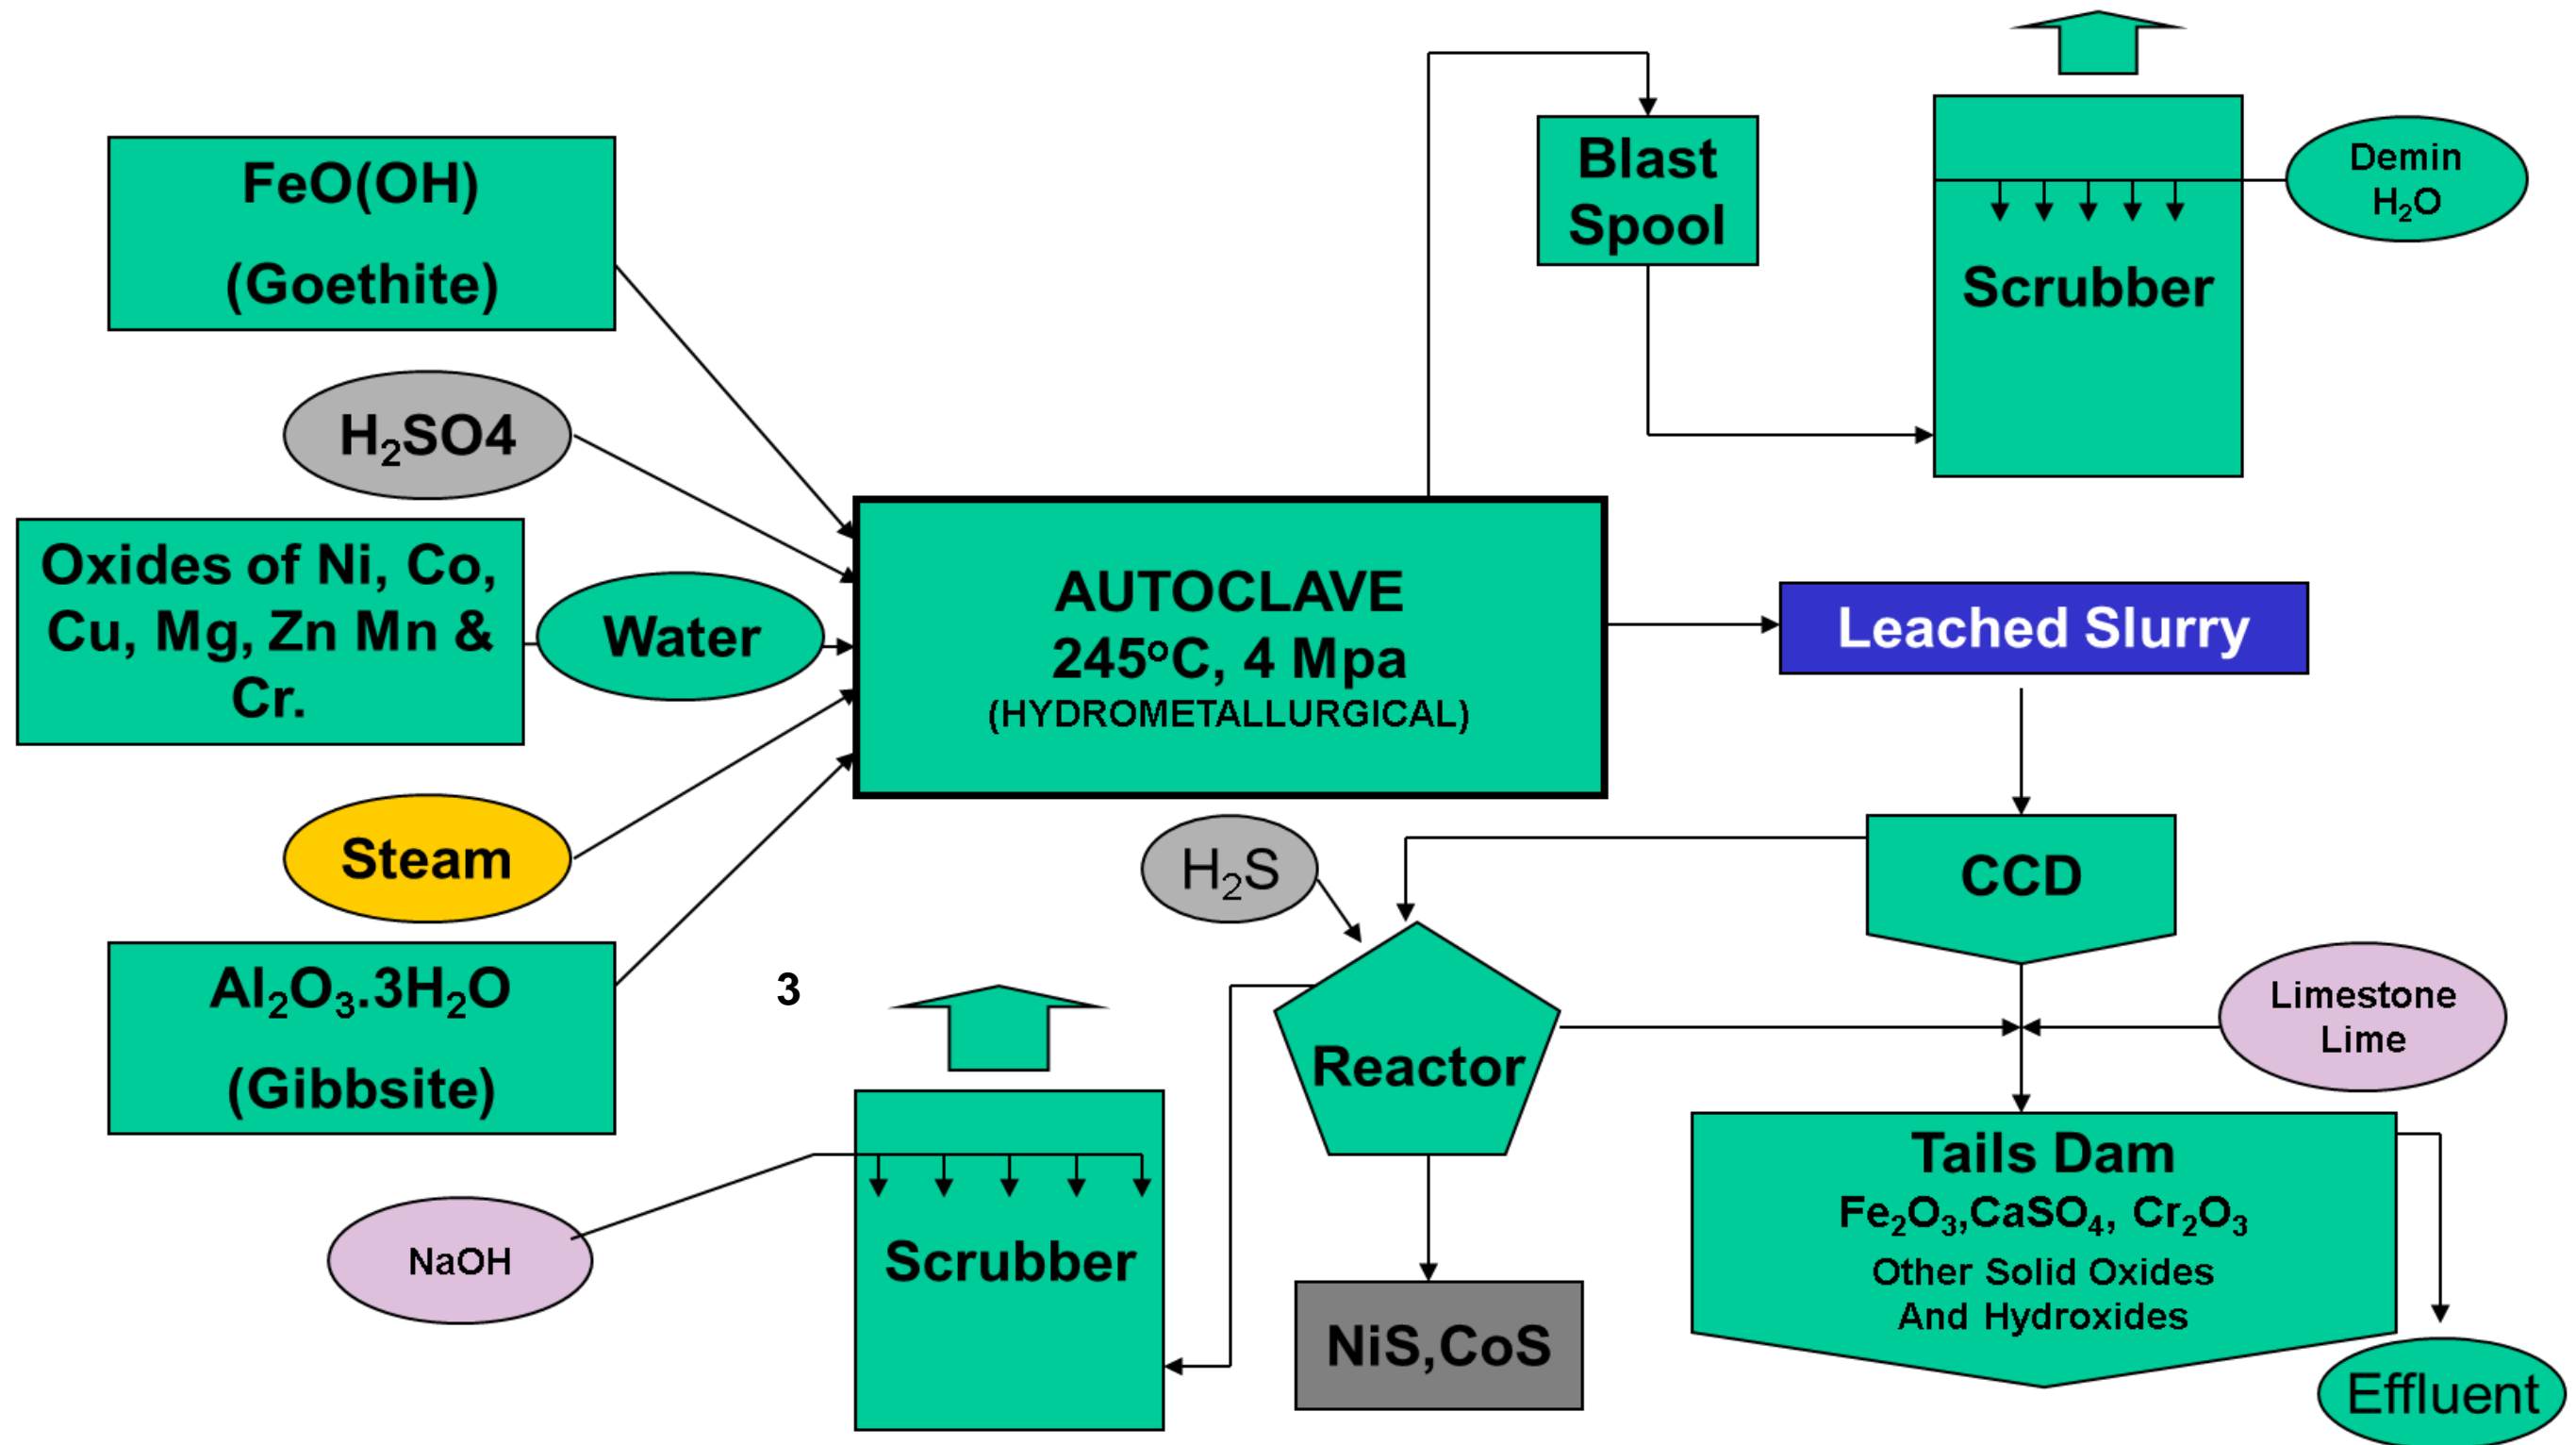 FeO(OH)
(Goethite)
H₂SO4
Oxides of Ni, Co,
Cu, Mg, Zn Mn &
Cr.
Water
Steam
Al₂O₃.3H₂O
(Gibbsite)
AUTOCLAVE
245°C, 4 Mpa
(HYDROMETALLURGICAL)
Blast
Spool
Scrubber
Demin
H₂O
Leached Slurry
CCD
H₂S
Reactor
3
Limestone
Lime
NaOH
Scrubber
NiS,CoS
Tails Dam
Fe₂O₃,CaSO₄, Cr₂O₃
Other Solid Oxides
And Hydroxides
Effluent